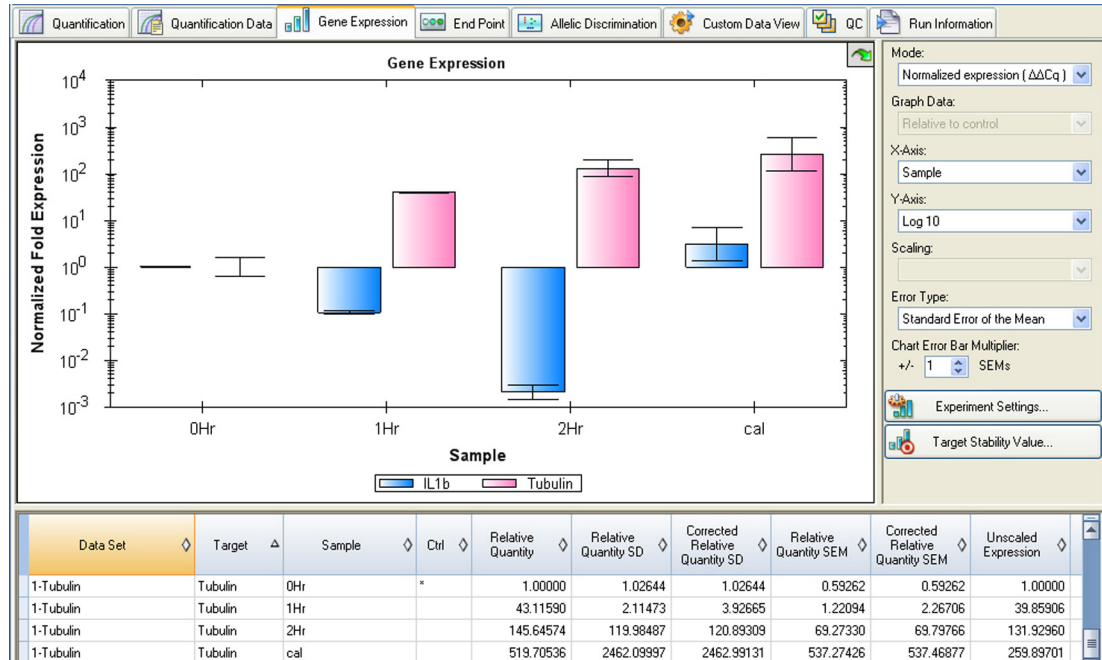 Quantification Quantification Data Gene Expression End Point Allelic Discrimination Custom Data View QC Run Information
Gene Expression
Normalized Fold Expression
10^4
10^3
10^2
10^1
10^0
10^-1
10^-2
10^-3
0Hr 1Hr 2Hr cal
Sample
IL1b Tubulin
Mode:
Normalized expression ( ΔΔCq )
Graph Data:
Relative to control
X-Axis:
Sample
Y-Axis:
Log 10
Scaling:
Error Type:
Standard Error of the Mean
Chart Error Bar Multiplier:
+/- 1 SEMs
Experiment Settings...
Target Stability Value...
Data Set Target Sample Ctrl Relative Quantity Relative Quantity SD Corrected Relative Quantity SD Relative Quantity SEM Corrected Relative Quantity SEM Unscaled Expression
1-Tubulin Tubulin 0Hr * 1.00000 1.02644 1.02644 0.59262 0.59262 1.00000
1-Tubulin Tubulin 1Hr 43.11590 2.11473 3.92665 1.22094 2.26706 39.85906
1-Tubulin Tubulin 2Hr 145.64574 119.98487 120.89309 69.27330 69.79766 131.92960
1-Tubulin Tubulin cal 519.70536 2462.09997 2462.99131 537.27426 537.46877 259.89701